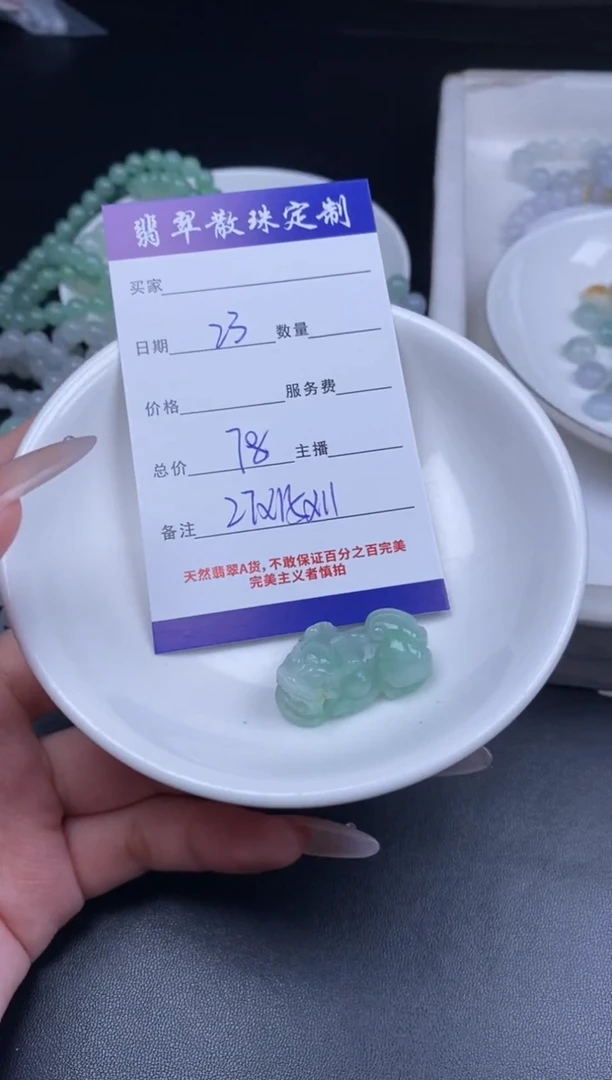 翡翠散珠定制
买家
日期 23 数量
价格 服务费
总价 78 主播
备注 27x15x11
天然翡翠A货，不敢保证百分之百完美
完美主义者慎拍